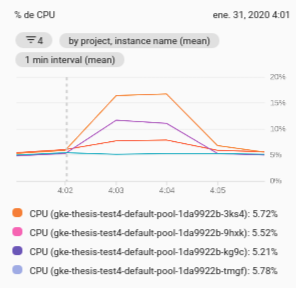 % de CPU
ene. 31, 2020 4:01
4
by project, instance name (mean)
1 min interval (mean)
20%
15%
10%
5%
0%
4:02
4:03
4:04
4:05
CPU (gke-thesis-test4-default-pool-1da9922b-3ks4): 5.72%
CPU (gke-thesis-test4-default-pool-1da9922b-9hxk): 5.52%
CPU (gke-thesis-test4-default-pool-1da9922b-kg9c): 5.21%
CPU (gke-thesis-test4-default-pool-1da9922b-tmgf): 5.78%